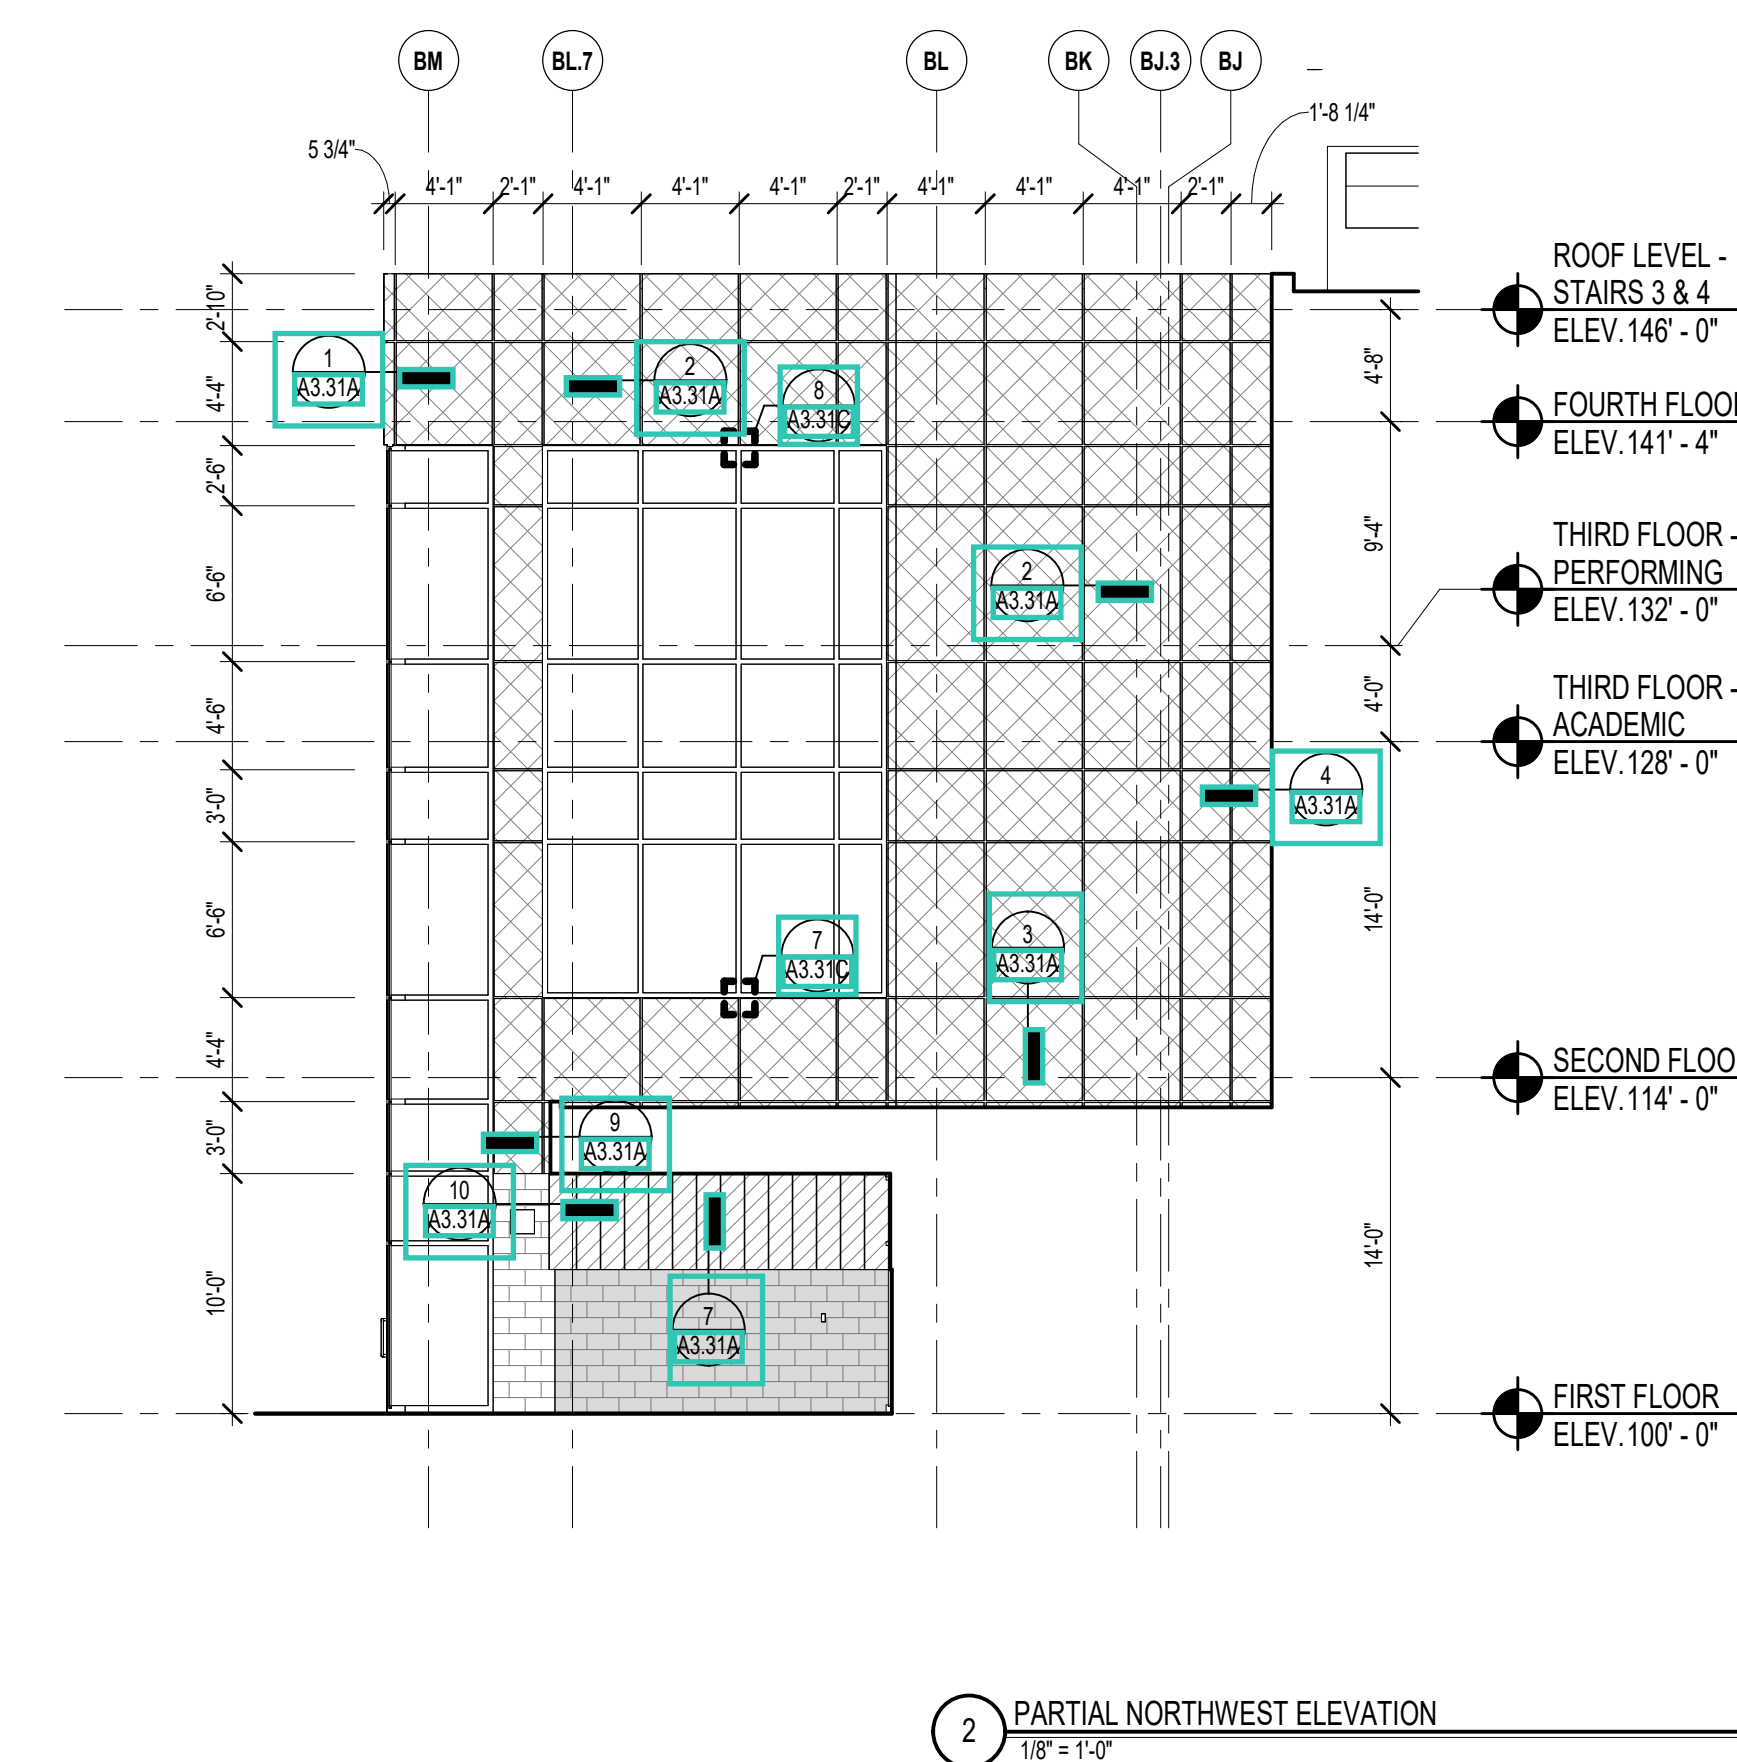 BM
BL.7
BL
BK
BJ.3
BJ
1'-8 1/4"
5 3/4"
4'-1"
2'-1"
4'-1"
4'-1"
4'-1"
2'-1"
4'-1"
4'-1"
4'-1"
2'-1"
2'-10"
4'-4"
2'-6"
6'-6"
4'-6"
3'-0"
6'-6"
4'-4"
3'-0"
10'-0"
1
A3.31A
2
A3.31A
8
A3.31C
2
A3.31A
4
A3.31A
7
A3.31C
3
A3.31A
9
A3.31A
10
A3.31A
7
A3.31A
4'-8"
9'-4"
4'-0"
14'-0"
14'-0"
ROOF LEVEL -
STAIRS 3 & 4
ELEV. 146' - 0"
FOURTH FLOOR
ELEV. 141' - 4"
THIRD FLOOR -
PERFORMING
ELEV. 132' - 0"
THIRD FLOOR -
ACADEMIC
ELEV. 128' - 0"
SECOND FLOO
ELEV. 114' - 0"
FIRST FLOOR
ELEV. 100' - 0"
2
PARTIAL NORTHWEST ELEVATION
1/8" = 1'-0"